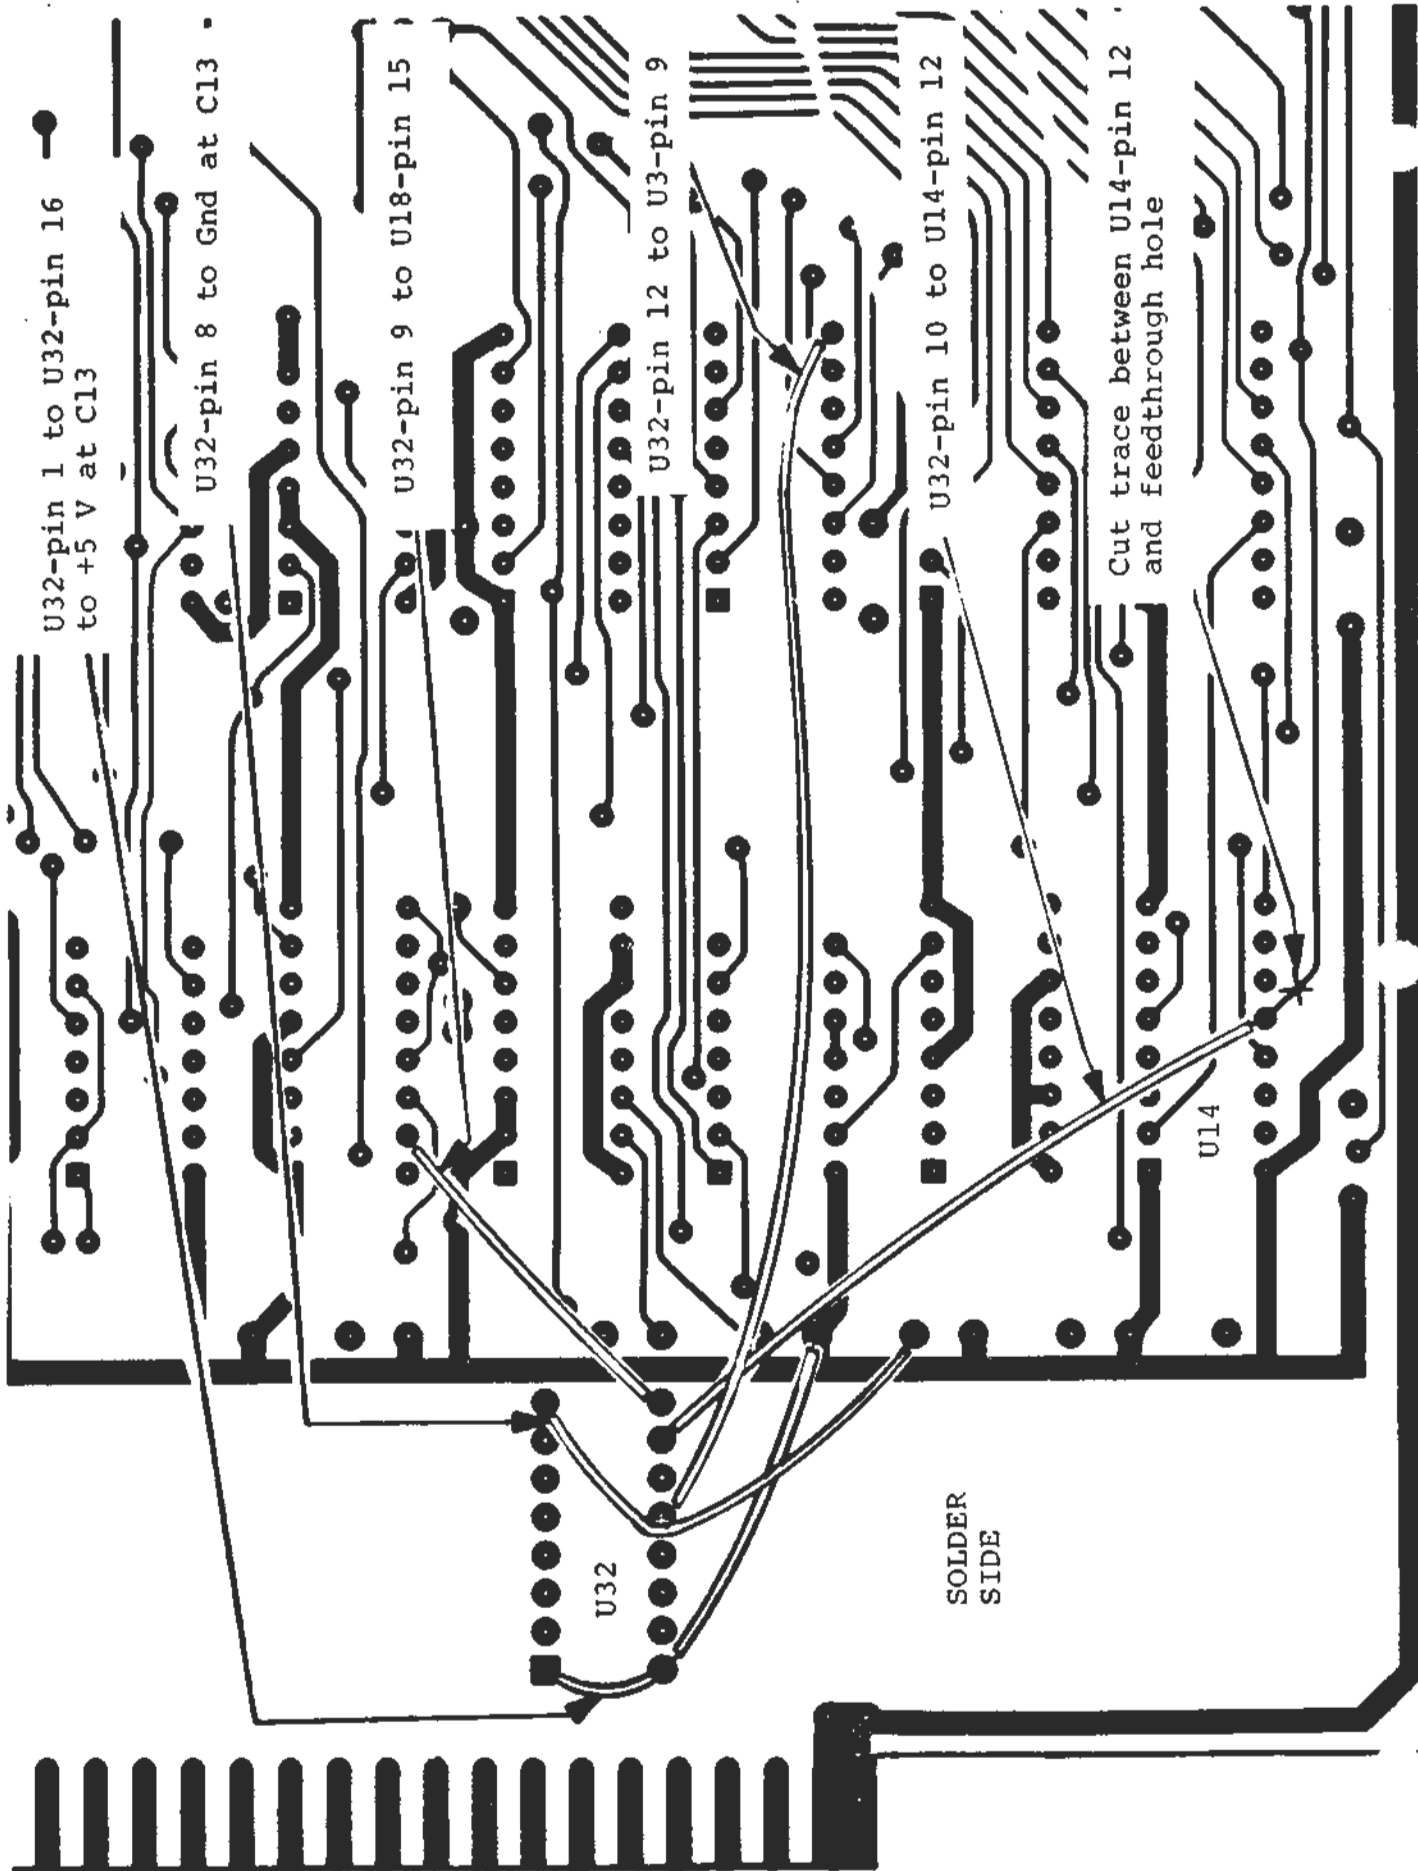 U32-pin 1 to U32-pin 16
to +5 V at C13
U32-pin 8 to Gnd at C13
U32-pin 9 to U18-pin 15
U32-pin 12 to U3-pin 9
U32-pin 10 to U14-pin 12
Cut trace between U14-pin 12
and feedthrough hole
U14
U32
SOLDER
SIDE